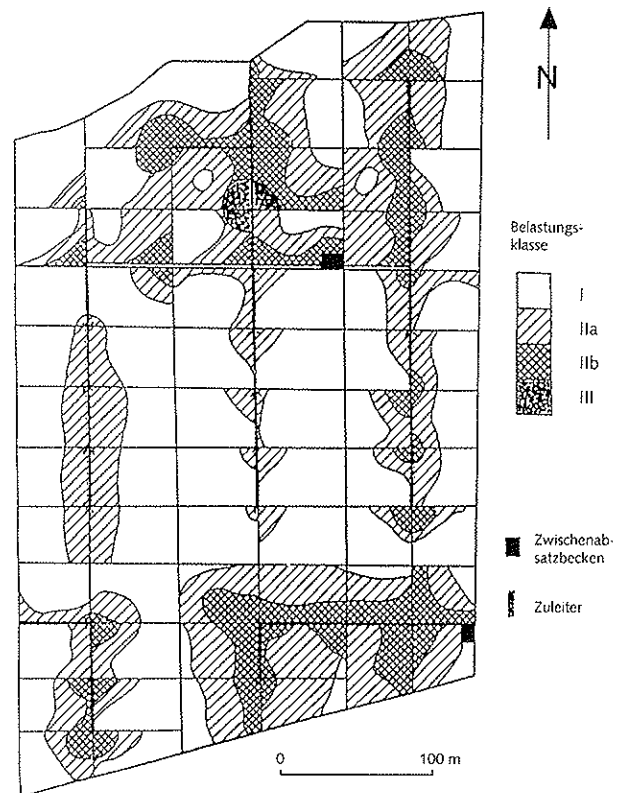 N
Belastungs-
klasse
I
IIa
IIb
III
Zwischenab-
satzbecken
Zuleiter
0 100 m